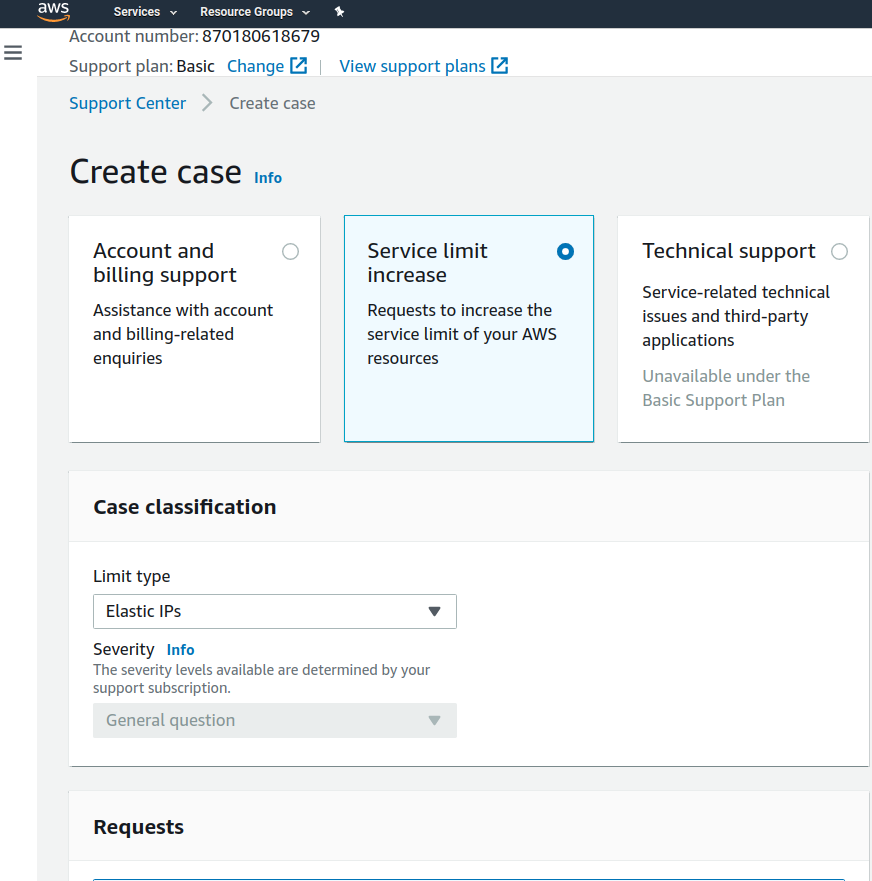 aws Services Resource Groups
Account number: 870180618679
Support plan: Basic Change | View support plans
Support Center Create case
Create case Info
Account and
billing support
Assistance with account
and billing-related
enquiries
Service limit
increase
Requests to increase the
service limit of your AWS
resources
Technical support
Service-related technical
issues and third-party
applications
Unavailable under the
Basic Support Plan
Case classification
Limit type
Elastic IPs
Severity Info
The severity levels available are determined by your
support subscription.
General question
Requests